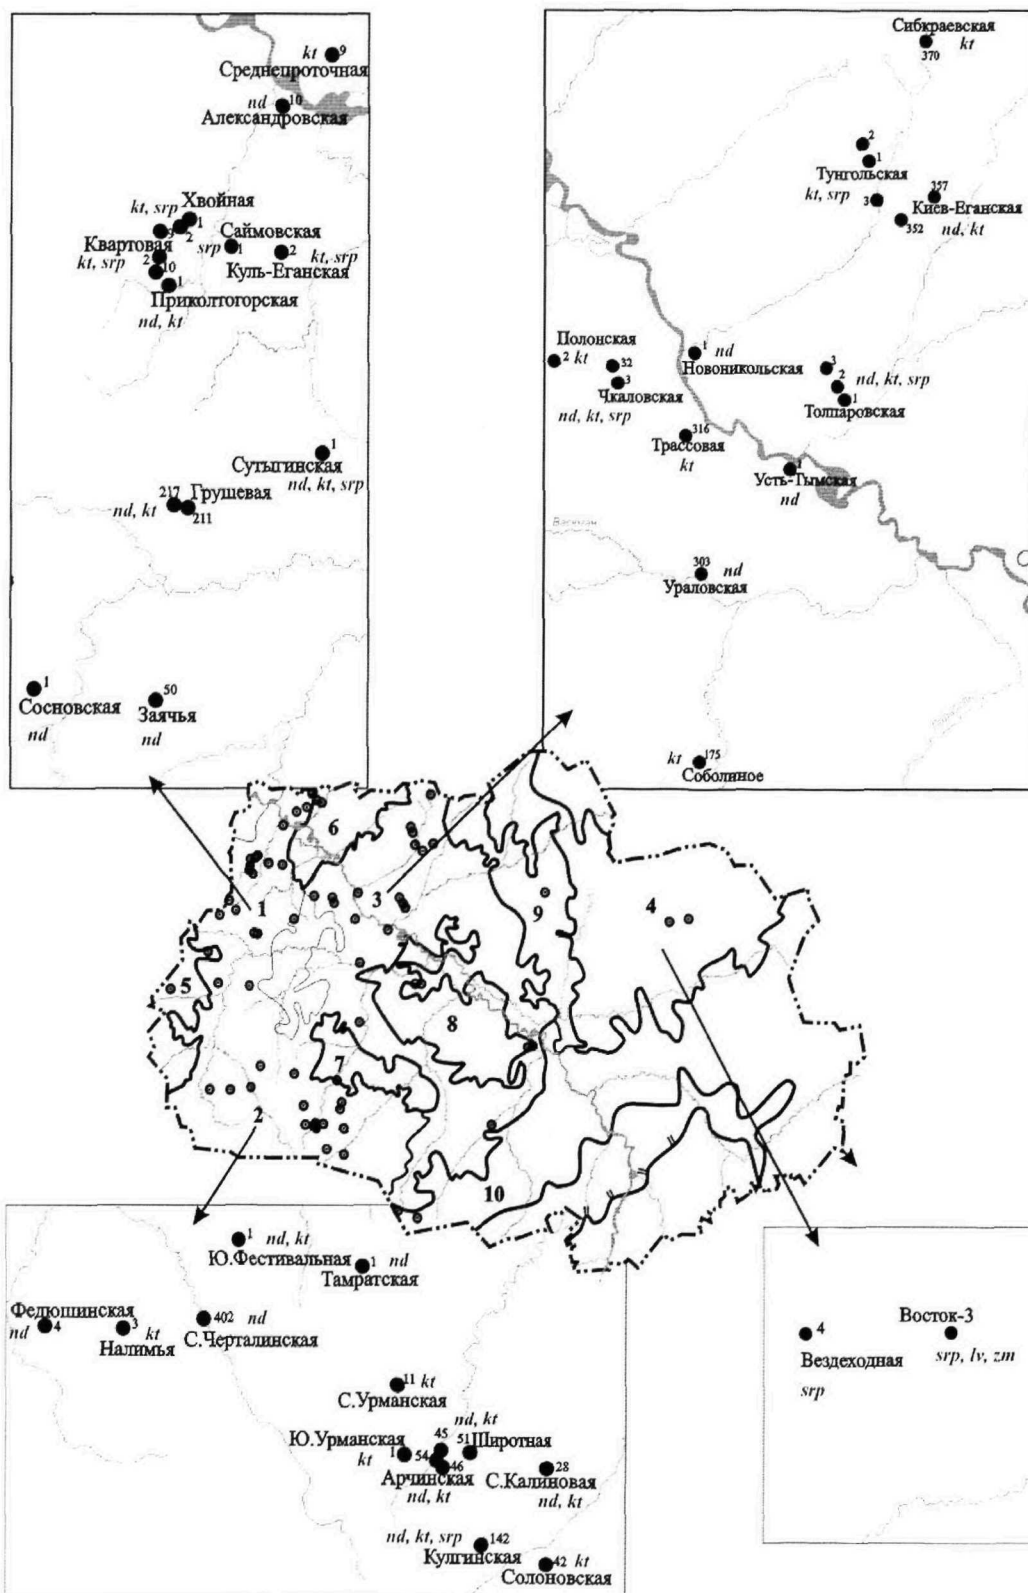 kt 9
Среднепроточная
nd 10
Александровская
Хвойная
kt, srp 1
9 2
Саймовская
srp 1
Квартовая
kt, srp 2
10
2 kt, srp
Куль-Еганская
1
Приколтогорская
nd, kt
1
Сутыгинская
nd, kt, srp
217 Грушевая
nd, kt
211
1
Сосновская
nd
50
Заячья
nd
Сибкраевская
370 kt
2
1
Тунгольская
kt, srp 3
357
Киев-Еганская
352 nd, kt
Полонская
2 kt
32
3
Чкаловская
nd, kt, srp
1 nd
Новоникольская
3
2 nd, kt, srp
1
Толпаровская
316
Трассовая
kt
1
Усть-Тымская
nd
Васюган
303 nd
Ураловская
kt 175
Соболиное
6
1
3
9
4
5
8
7
2
10
1 nd, kt
Ю.Фестивальная
1 nd
Тамратская
Федюшинская
nd 4
3 kt
Налимья
402 nd
С.Черталинская
11 kt
С.Урманская
nd, kt
Ю.Урманская
kt 1
45
54
46
Арчинская
nd, kt
51 Широтная
28
С.Калиновая
nd, kt
nd, kt, srp 142
Кулгинская
42 kt
Солоновская
4
Вездеходная
srp
Восток-3
srp, lv, zm